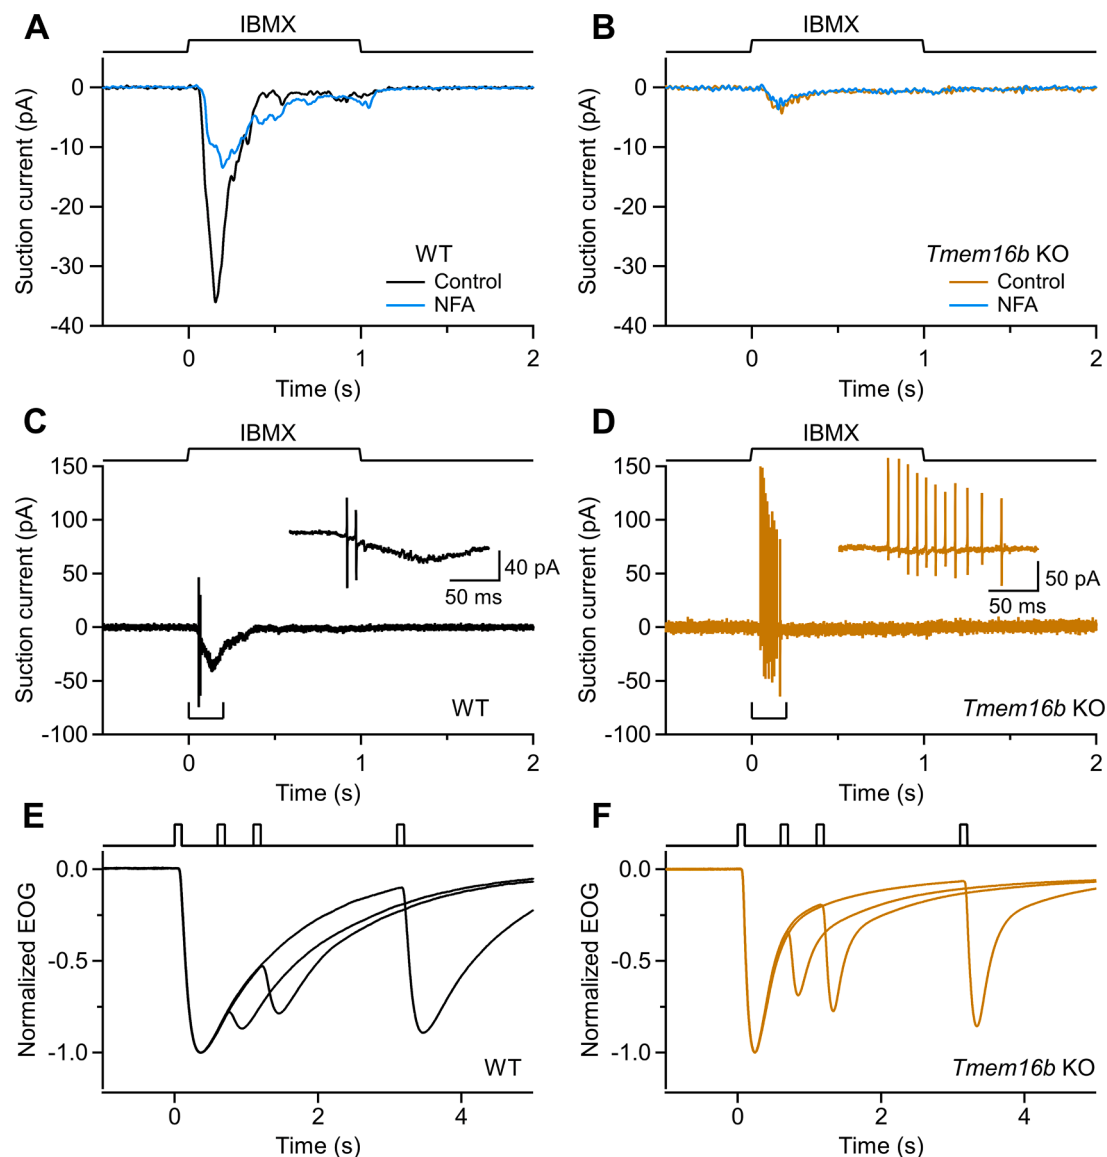 A
IBMX
Suction current (pA)
0
-10
-20
-30
-40
WT
Control
NFA
0
1
2
Time (s)
B
IBMX
Suction current (pA)
0
-10
-20
-30
-40
Tmem16b KO
Control
NFA
0
1
2
Time (s)
C
IBMX
Suction current (pA)
150
100
50
0
-50
-100
40 pA
50 ms
WT
0
1
2
Time (s)
D
IBMX
Suction current (pA)
150
100
50
0
-50
-100
50 pA
50 ms
Tmem16b KO
0
1
2
Time (s)
E
Normalized EOG
0.0
-0.5
-1.0
WT
0
2
4
Time (s)
F
Normalized EOG
0.0
-0.5
-1.0
Tmem16b KO
0
2
4
Time (s)